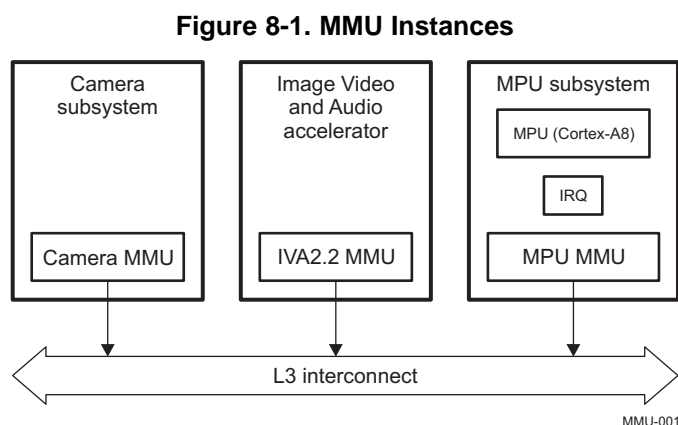 Figure 8-1. MMU Instances
Camera
subsystem
Camera MMU
Image Video
and Audio
accelerator
IVA2.2 MMU
MPU subsystem
MPU (Cortex-A8)
IRQ
MPU MMU
L3 interconnect
MMU-001